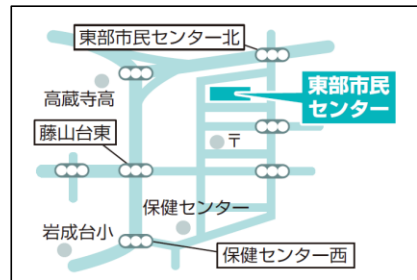 東部市民センター北
東部市民
センター
高蔵寺高
〒
藤山台東
保健センター
岩成台小
保健センター西